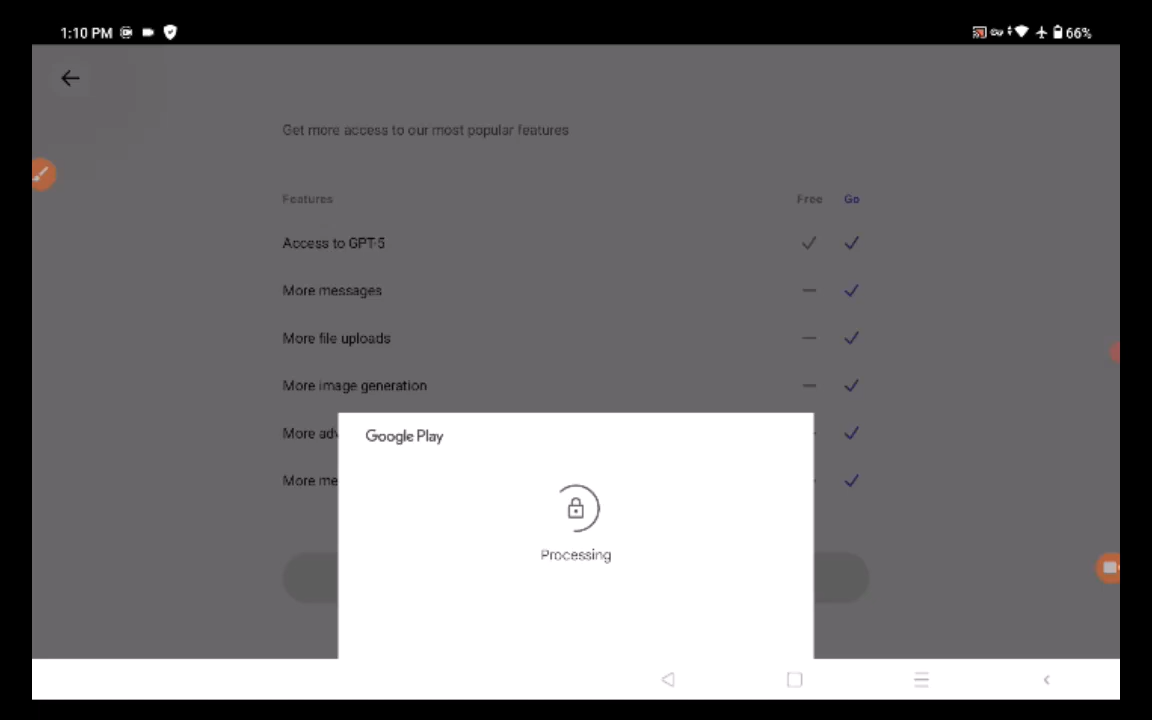 1:10 PM
66%
Get more access to our most popular features
Features Free Go
Access to GPT-5
More messages
More file uploads
More image generation
More adv
More me
Google Play
Processing